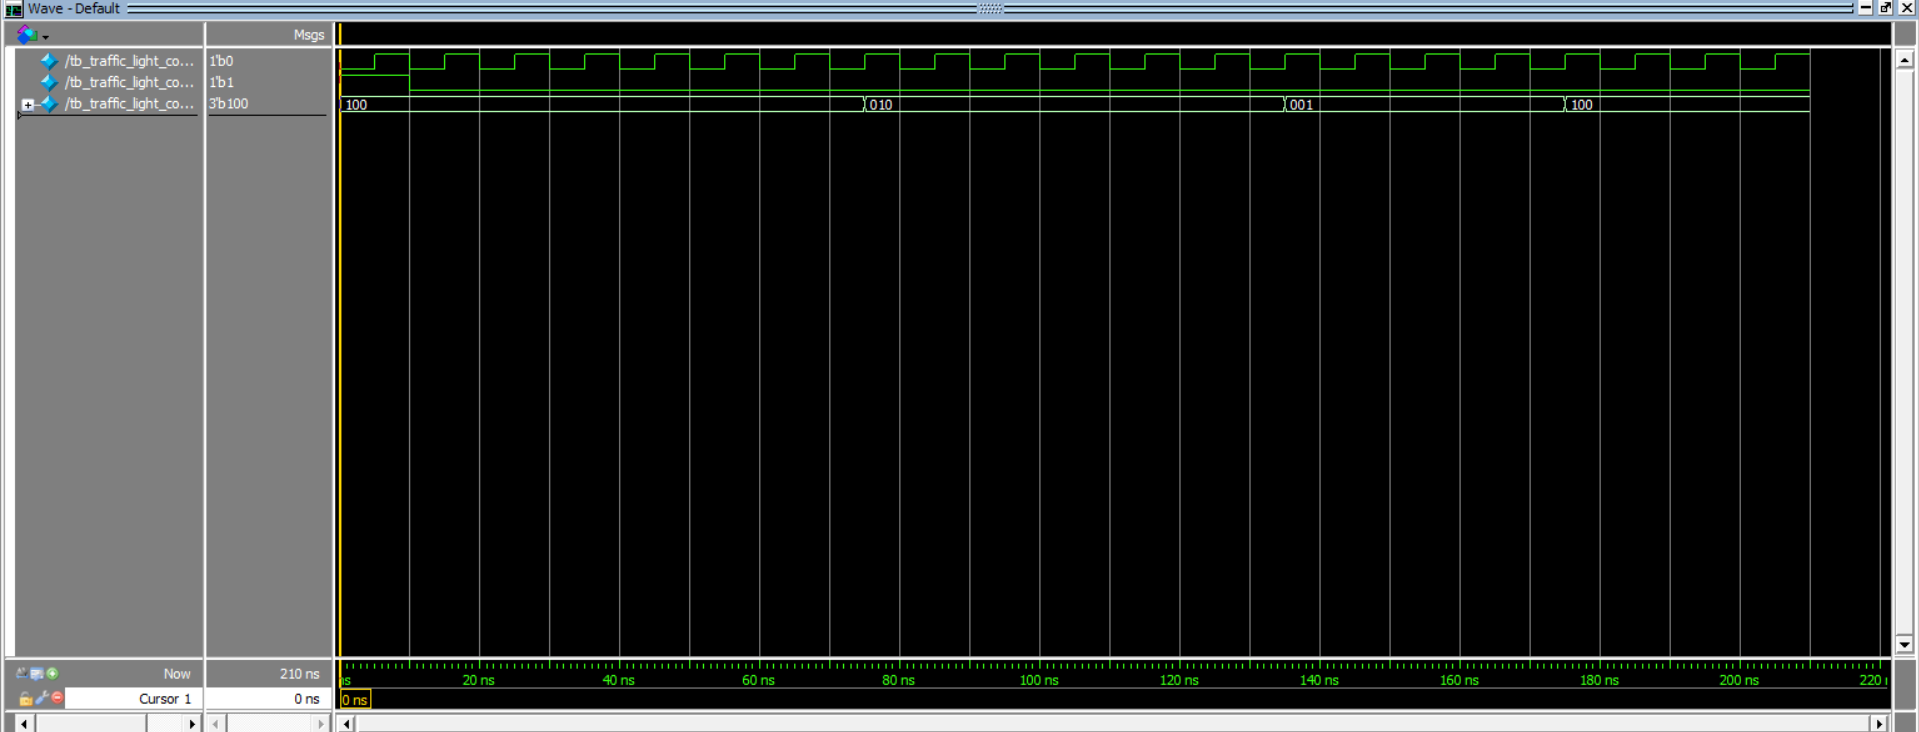 Wave - Default
Msgs
/tb_traffic_light_co... 1'b0
/tb_traffic_light_co... 1'b1
/tb_traffic_light_co... 3'b100 100 010 001 100
Now 210 ns ns 20 ns 40 ns 60 ns 80 ns 100 ns 120 ns 140 ns 160 ns 180 ns 200 ns 220
Cursor 1 0 ns 0 ns